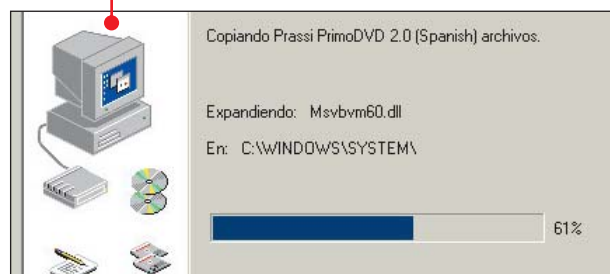 Copiando Prassi PrimoDVD 2.0 (Spanish) archivos.
Expandiendo: Msvbvm60.dll
En: C:\WINDOWS\SYSTEM\
61%